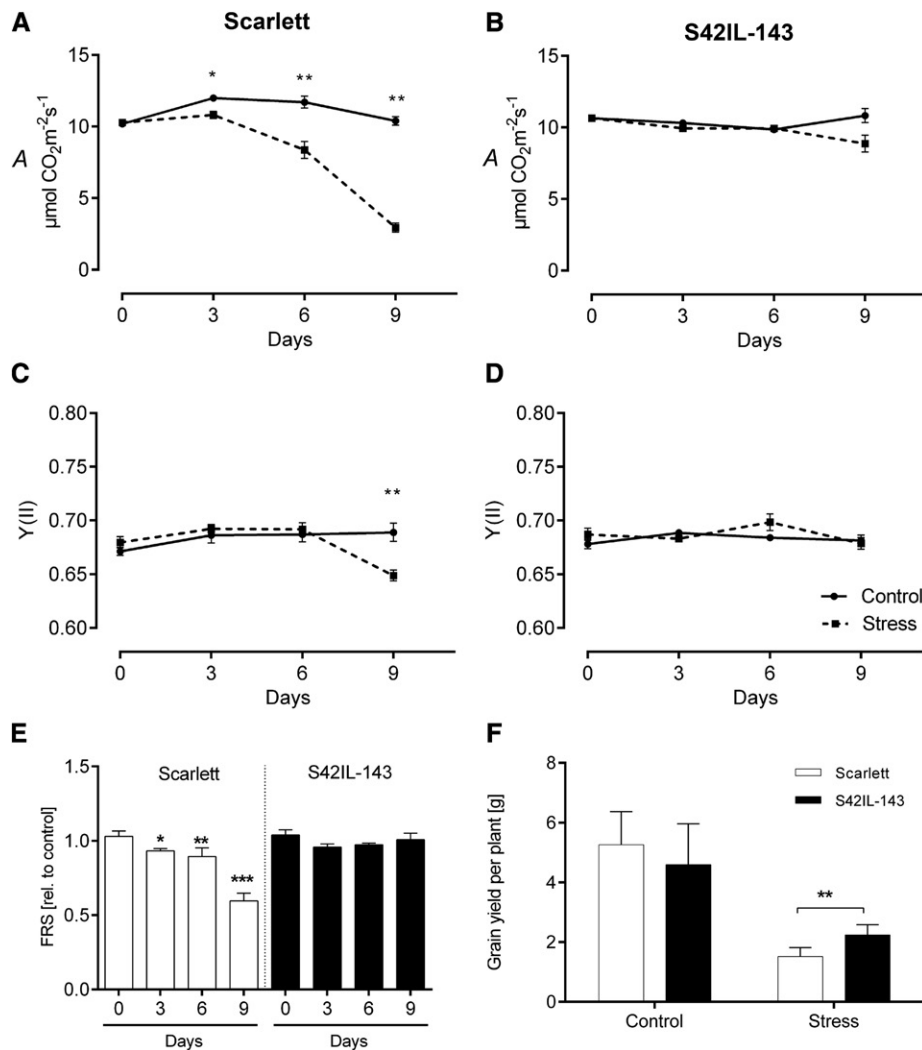 A
Scarlett
15
10
5
0
A
µmol CO₂m⁻²s⁻¹
*
**
**
0 3 6 9
Days
B
S42IL-143
15
10
5
0
A
µmol CO₂m⁻²s⁻¹
0 3 6 9
Days
C
0.80
0.75
0.70
0.65
0.60
Y(II)
**
0 3 6 9
Days
D
0.80
0.75
0.70
0.65
0.60
Y(II)
Control
Stress
0 3 6 9
Days
E
Scarlett
S42IL-143
1.5
1.0
0.5
0.0
FRS [rel. to control]
*
**
***
0 3 6 9 0 3 6 9
Days Days
F
8
6
4
2
0
Grain yield per plant [g]
Scarlett
S42IL-143
**
Control Stress